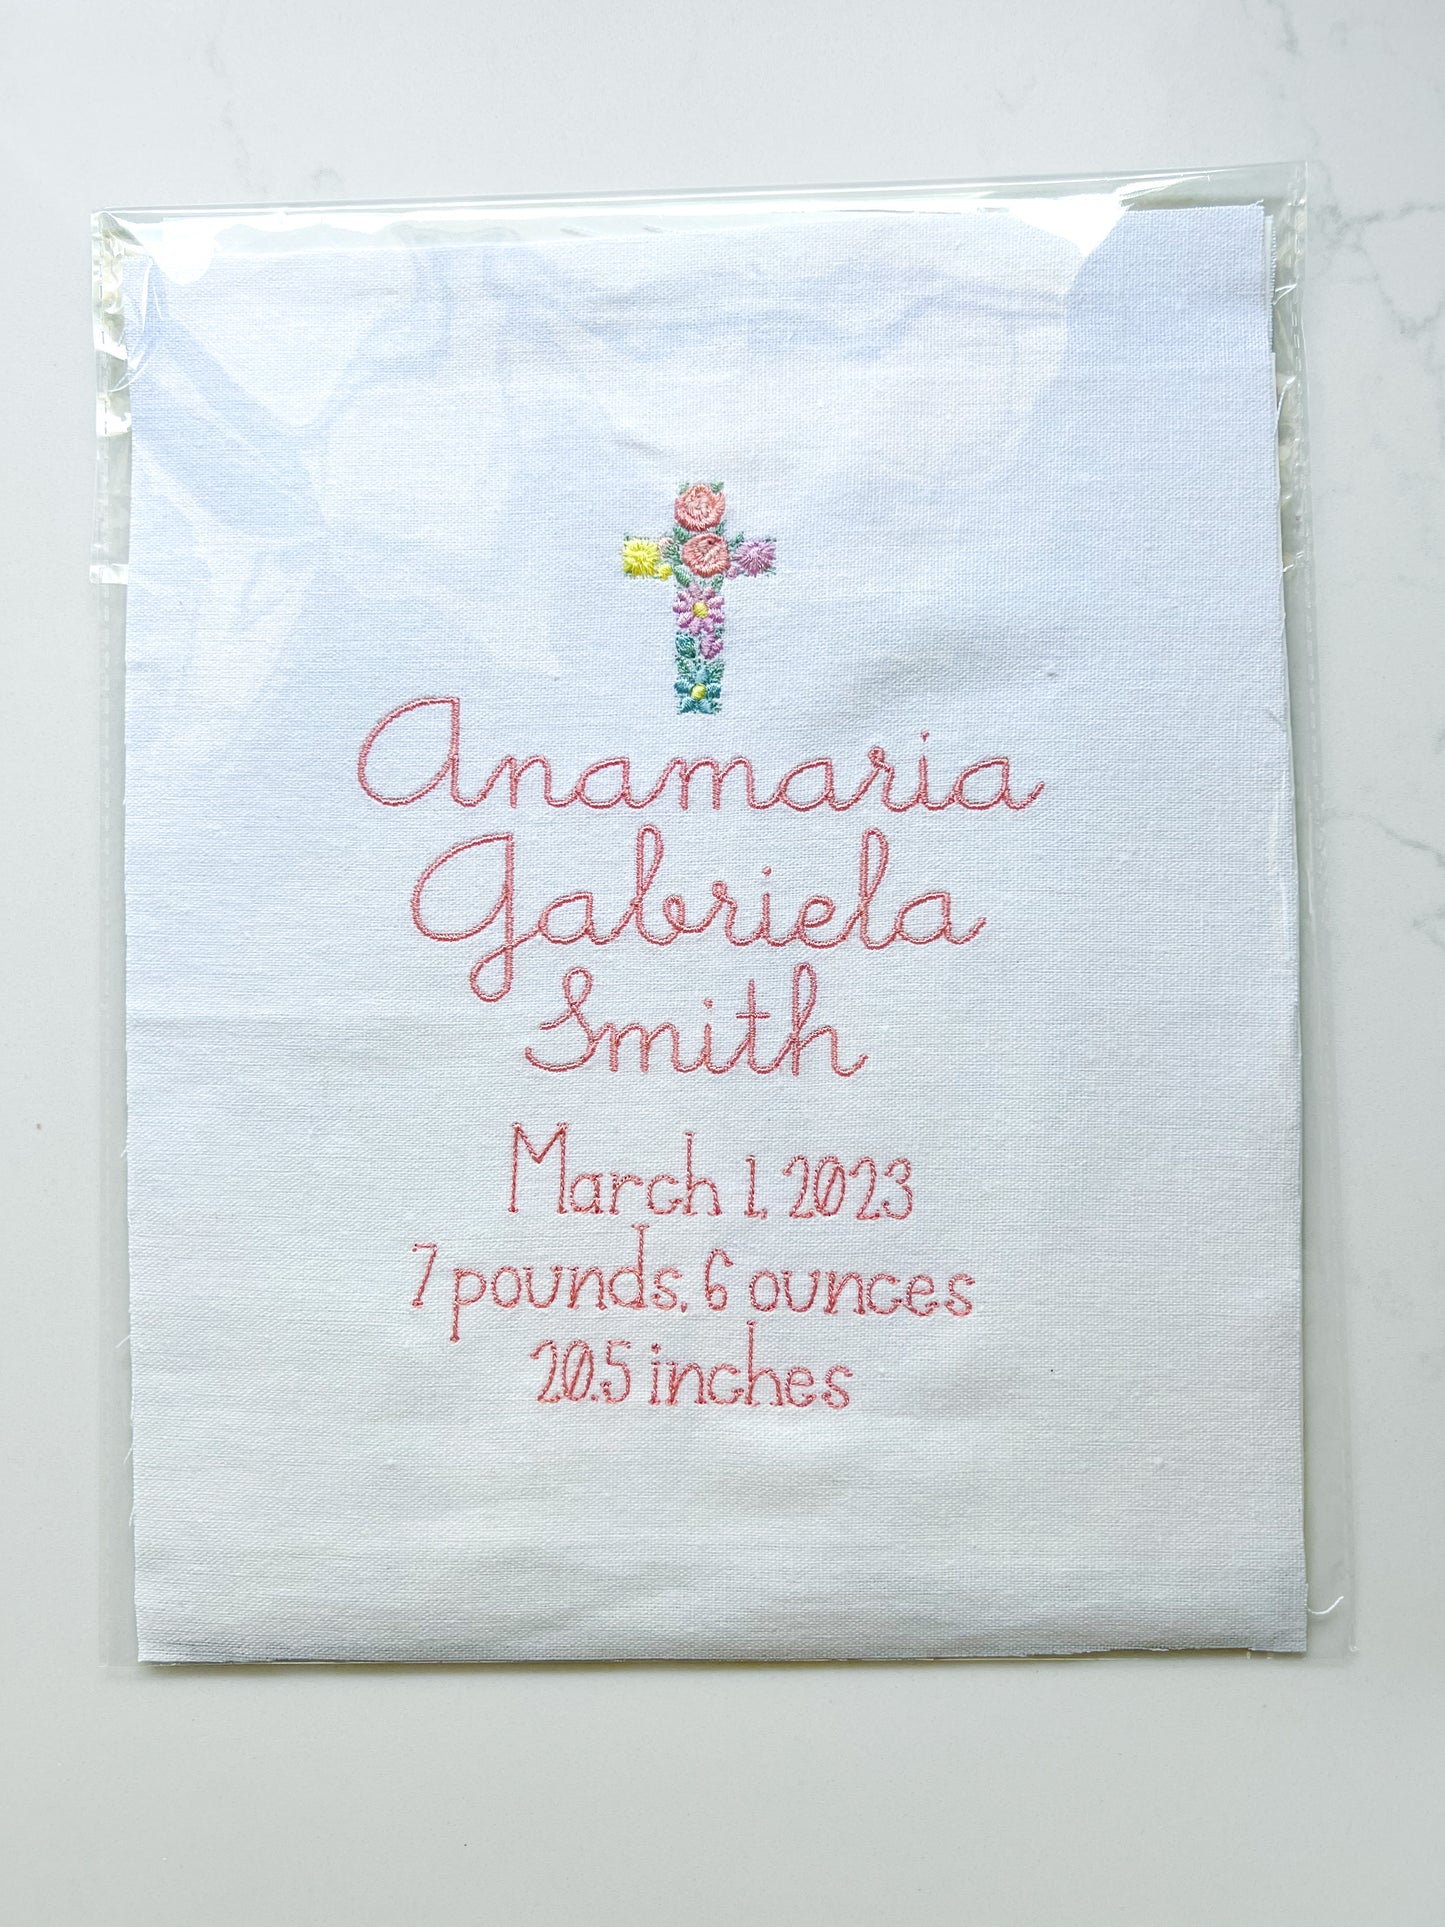 Anamaria
Gabriela
Smith
March 1, 2023
7 pounds, 6 ounces
20.5 inches